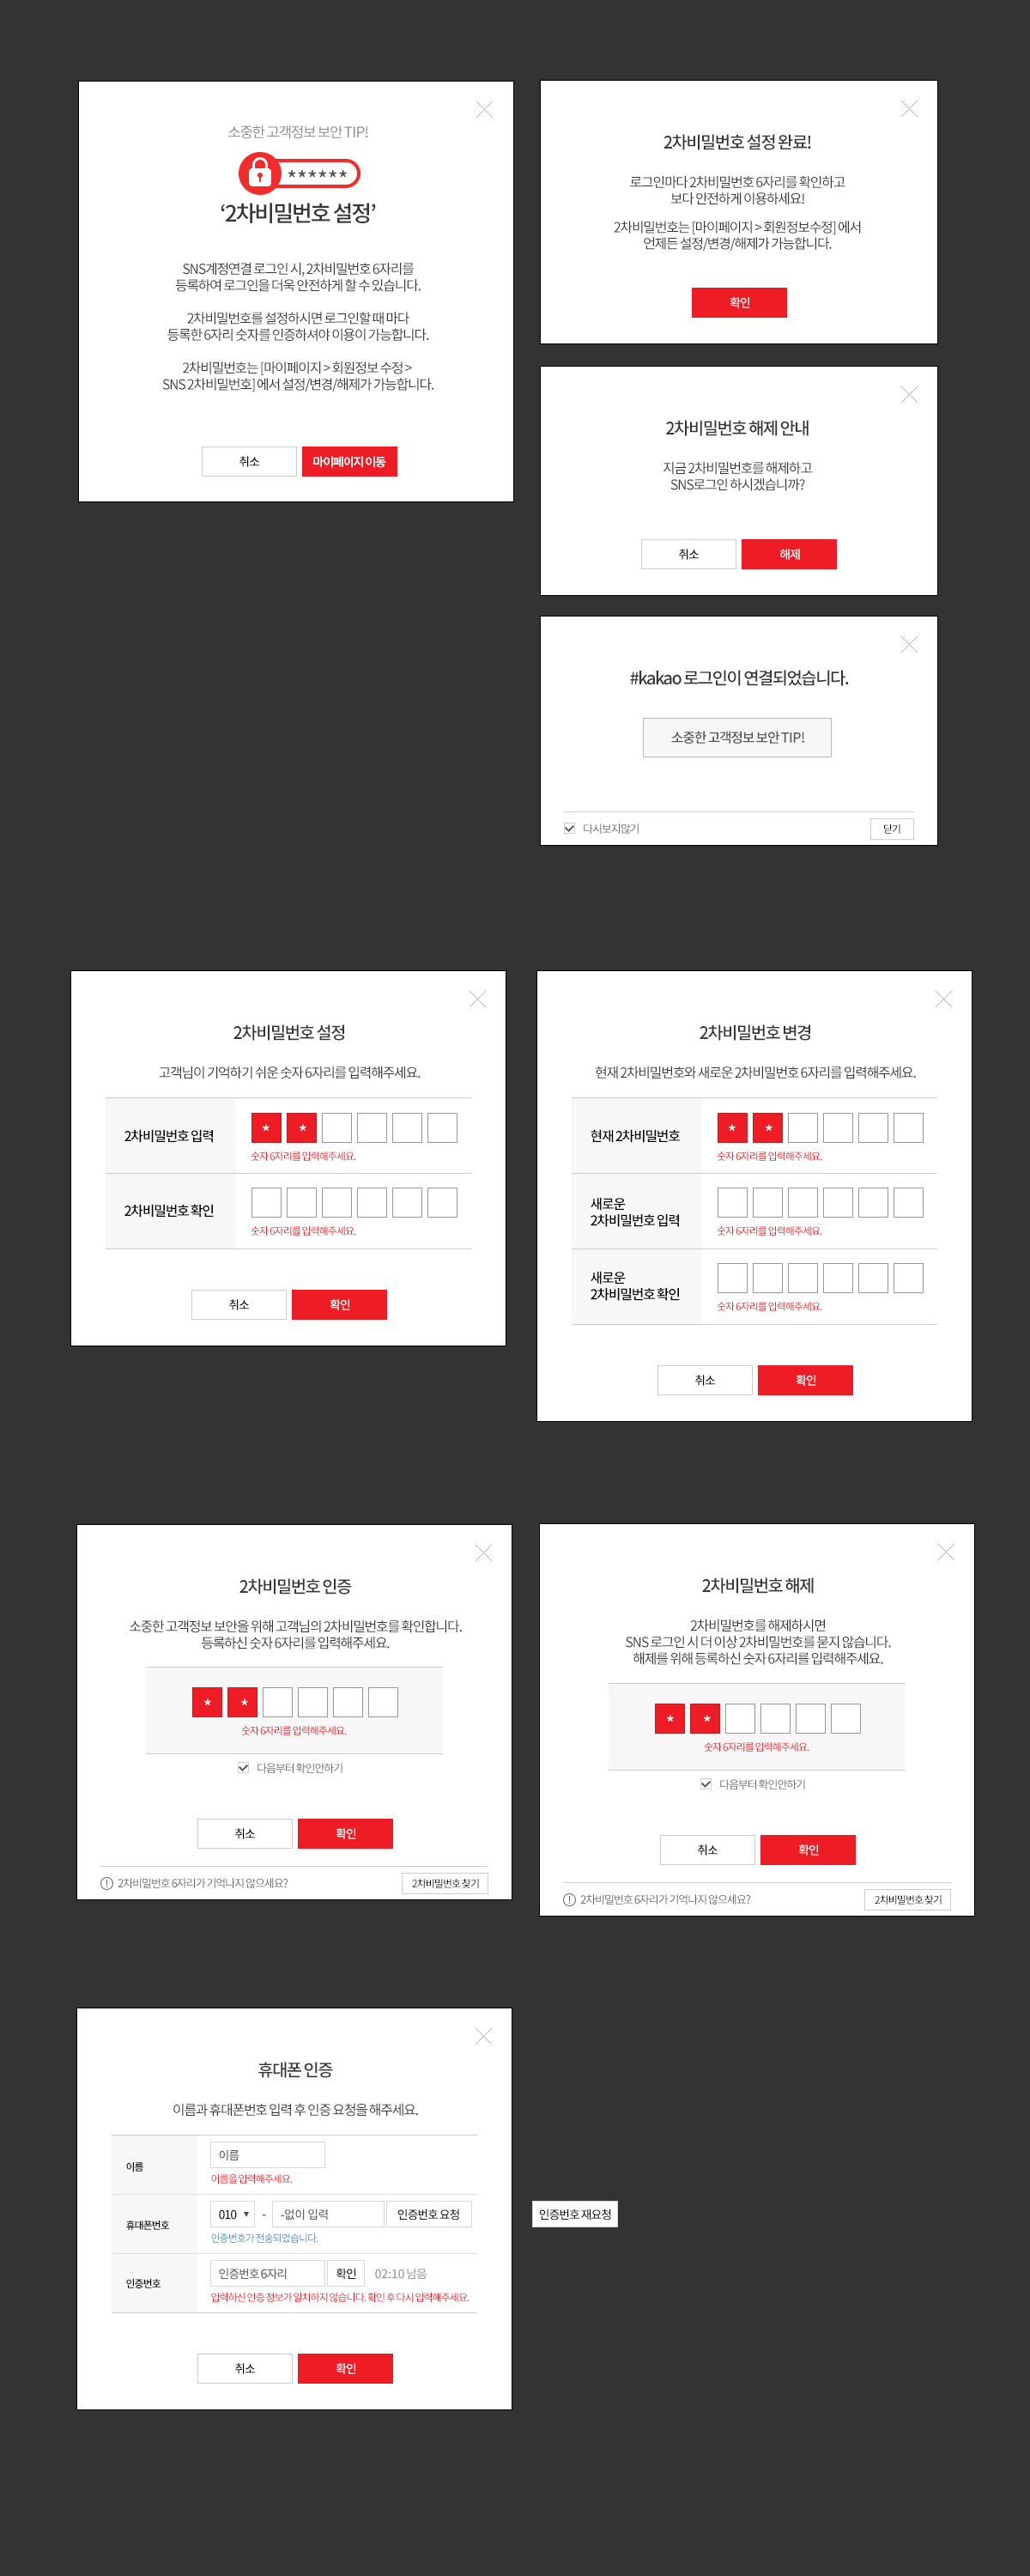 소중한 고객정보 보안 TIP!
******
‘2차비밀번호 설정’
SNS계정연결 로그인 시, 2차비밀번호 6자리를
등록하여 로그인을 더욱 안전하게 할 수 있습니다.
2차비밀번호를 설정하시면 로그인할 때 마다
등록한 6자리 숫자를 인증하셔야 이용이 가능합니다.
2차비밀번호는 [마이페이지 > 회원정보 수정 >
SNS 2차비밀번호] 에서 설정/변경/해제가 가능합니다.
취소 마이페이지 이동
2차비밀번호 설정 완료!
로그인마다 2차비밀번호 6자리를 확인하고
보다 안전하게 이용하세요!
2차비밀번호는 [마이페이지 > 회원정보수정] 에서
언제든 설정/변경/해제가 가능합니다.
확인
2차비밀번호 해제 안내
지금 2차비밀번호를 해제하고
SNS로그인 하시겠습니까?
취소 해제
#kakao 로그인이 연결되었습니다.
소중한 고객정보 보안 TIP!
다시보지않기 닫기
2차비밀번호 설정
고객님이 기억하기 쉬운 숫자 6자리를 입력해주세요.
2차비밀번호 입력 * *
숫자 6자리를 입력해주세요.
2차비밀번호 확인
숫자 6자리를 입력해주세요.
취소 확인
2차비밀번호 변경
현재 2차비밀번호와 새로운 2차비밀번호 6자리를 입력해주세요.
현재 2차비밀번호 * *
숫자 6자리를 입력해주세요.
새로운
2차비밀번호 입력
숫자 6자리를 입력해주세요.
새로운
2차비밀번호 확인
숫자 6자리를 입력해주세요.
취소 확인
2차비밀번호 인증
소중한 고객정보 보안을 위해 고객님의 2차비밀번호를 확인합니다.
등록하신 숫자 6자리를 입력해주세요.
* *
숫자 6자리를 입력해주세요.
다음부터 확인안하기
취소 확인
2차비밀번호 6자리가 기억나지 않으세요? 2차비밀번호 찾기
2차비밀번호 해제
2차비밀번호를 해제하시면
SNS 로그인 시 더 이상 2차비밀번호를 묻지 않습니다.
해제를 위해 등록하신 숫자 6자리를 입력해주세요.
* *
숫자 6자리를 입력해주세요.
다음부터 확인안하기
취소 확인
2차비밀번호 6자리가 기억나지 않으세요? 2차비밀번호 찾기
휴대폰 인증
이름과 휴대폰번호 입력 후 인증 요청을 해주세요.
이름 이름
이름을 입력해주세요.
휴대폰번호 010 - -없이 입력 인증번호 요청
인증번호가 전송되었습니다.
인증번호 인증번호 6자리 확인 02:10 남음
입력하신 인증 정보가 일치하지 않습니다. 확인 후 다시 입력해주세요.
취소 확인
인증번호 재요청